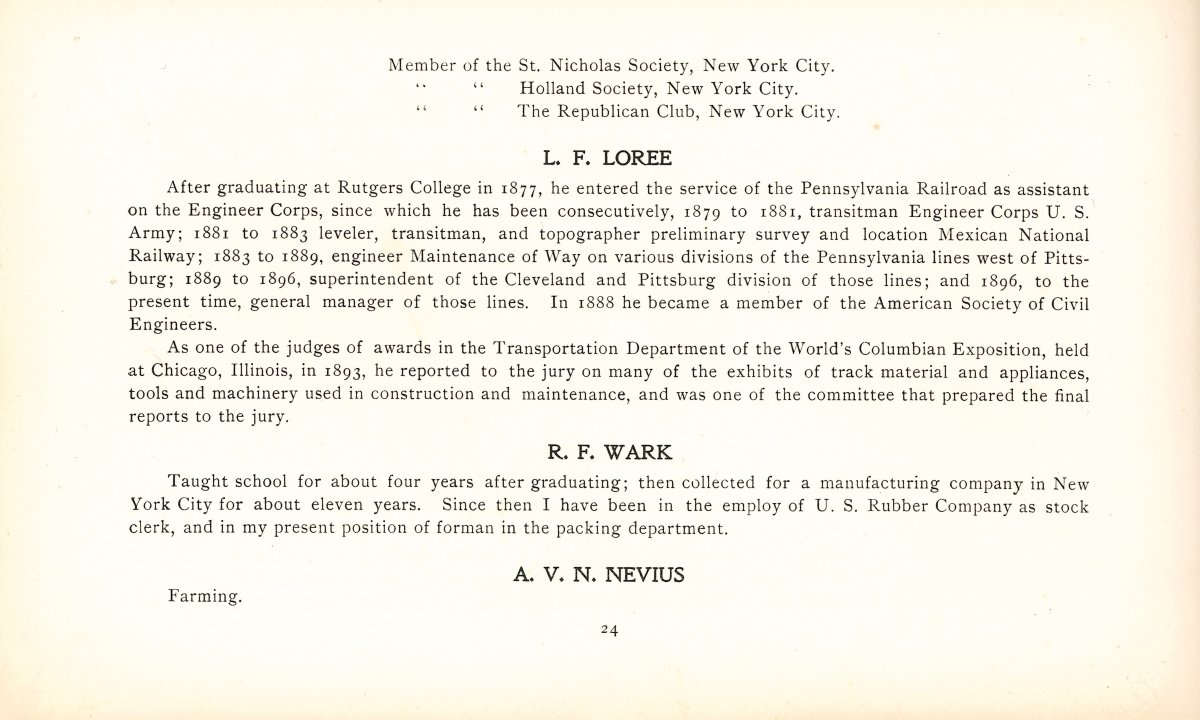 Member of the St. Nicholas Society, New York City.
“ “ Holland Society, New York City.
“ “ The Republican Club, New York City.
L. F. LOREE
After graduating at Rutgers College in 1877, he entered the service of the Pennsylvania Railroad as assistant
on the Engineer Corps, since which he has been consecutively, 1879 to 1881, transitman Engineer Corps U. S.
Army; 1881 to 1883 leveler, transitman, and topographer preliminary survey and location Mexican National
Railway; 1883 to 1889, engineer Maintenance of Way on various divisions of the Pennsylvania lines west of Pitts-
burg; 1889 to 1896, superintendent of the Cleveland and Pittsburg division of those lines; and 1896, to the
present time, general manager of those lines. In 1888 he became a member of the American Society of Civil
Engineers.
As one of the judges of awards in the Transportation Department of the World's Columbian Exposition, held
at Chicago, Illinois, in 1893, he reported to the jury on many of the exhibits of track material and appliances,
tools and machinery used in construction and maintenance, and was one of the committee that prepared the final
reports to the jury.
R. F. WARK
Taught school for about four years after graduating; then collected for a manufacturing company in New
York City for about eleven years. Since then I have been in the employ of U. S. Rubber Company as stock
clerk, and in my present position of forman in the packing department.
A. V. N. NEVIUS
Farming.
24